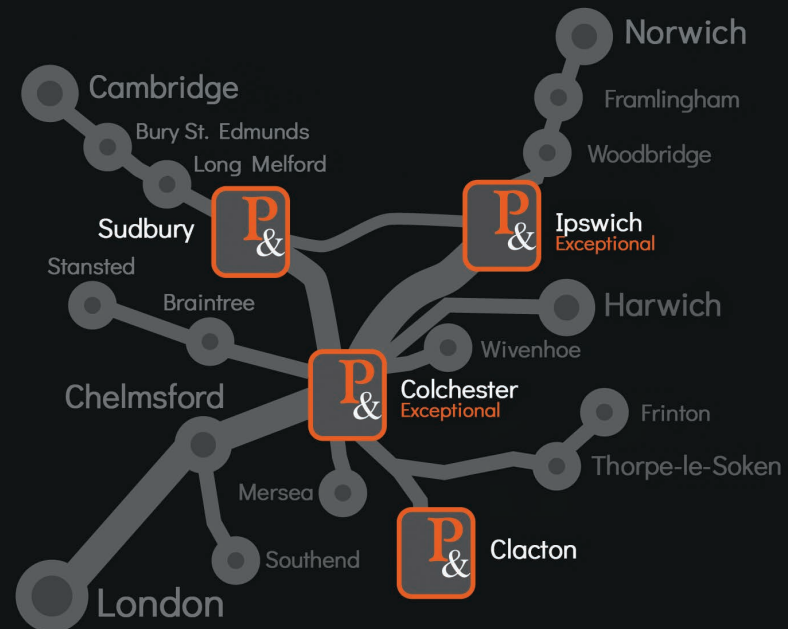 Norwich
Cambridge
Framlingham
Bury St. Edmunds
Woodbridge
Long Melford
P&
Sudbury
P&
Ipswich
Exceptional
Stansted
Braintree
Harwich
Wivenhoe
P&
Colchester
Exceptional
Chelmsford
Frinton
Thorpe-le-Soken
Mersea
P&
Clacton
Southend
London